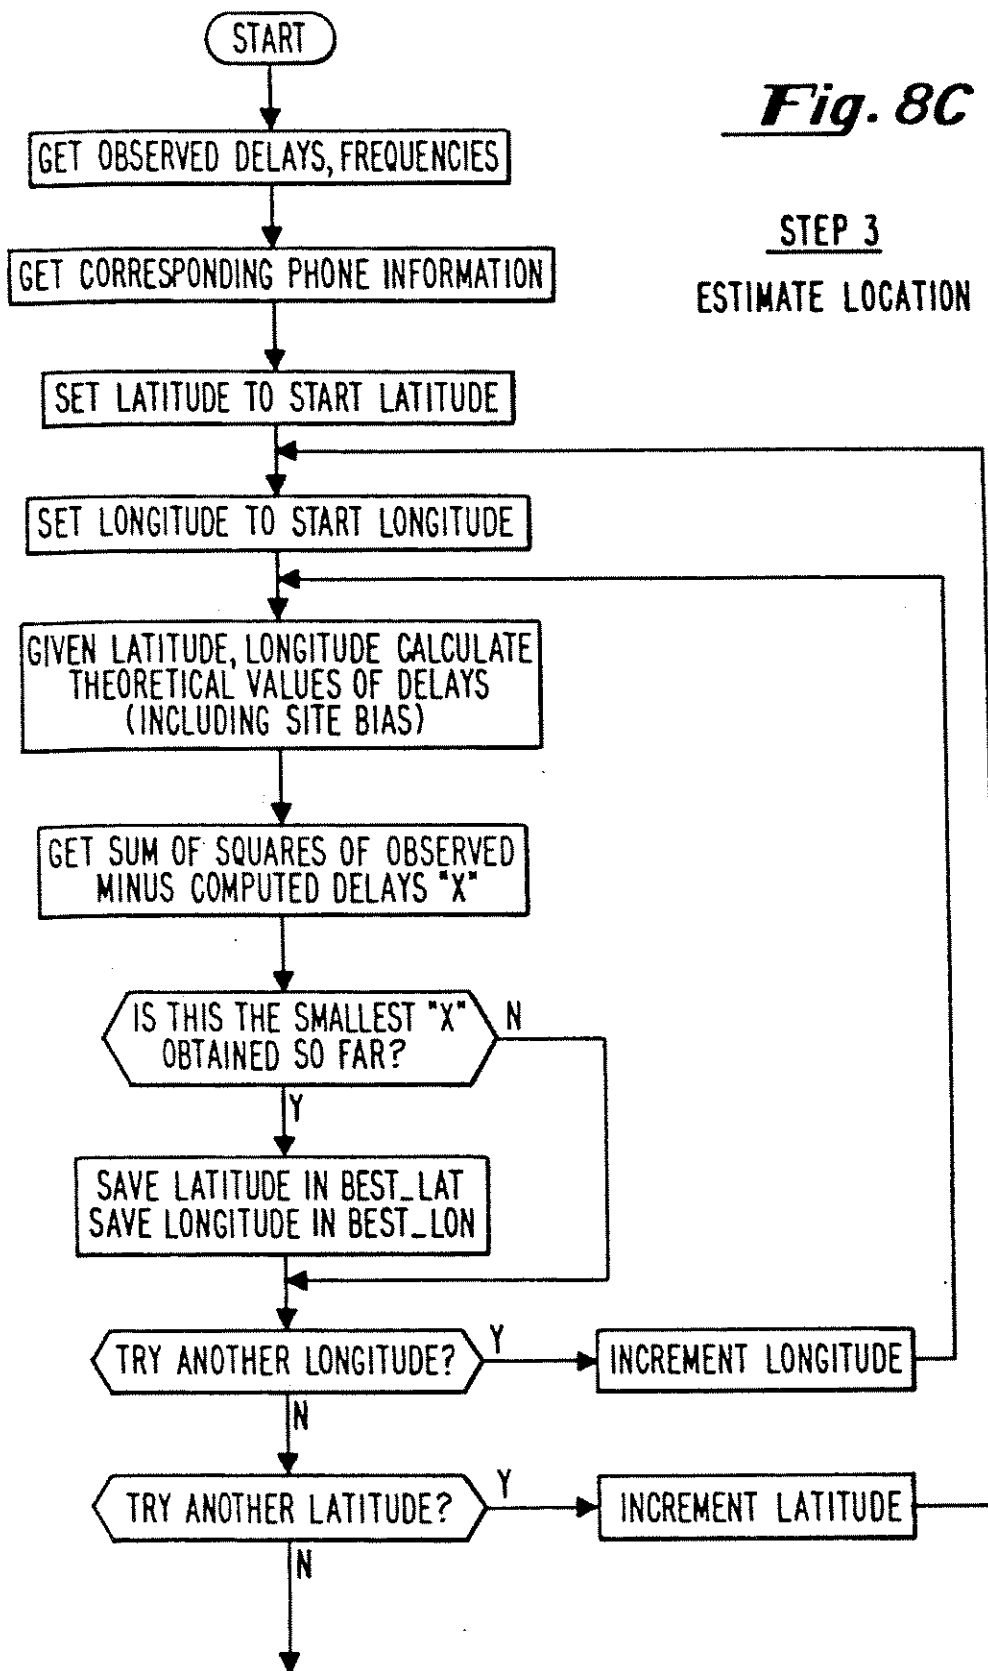 START
Fig. 8C
GET OBSERVED DELAYS, FREQUENCIES
STEP 3
ESTIMATE LOCATION
GET CORRESPONDING PHONE INFORMATION
SET LATITUDE TO START LATITUDE
SET LONGITUDE TO START LONGITUDE
GIVEN LATITUDE, LONGITUDE CALCULATE
THEORETICAL VALUES OF DELAYS
(INCLUDING SITE BIAS)
GET SUM OF SQUARES OF OBSERVED
MINUS COMPUTED DELAYS "X"
IS THIS THE SMALLEST "X"
OBTAINED SO FAR?
N
Y
SAVE LATITUDE IN BEST_LAT
SAVE LONGITUDE IN BEST_LON
TRY ANOTHER LONGITUDE?
Y
INCREMENT LONGITUDE
N
TRY ANOTHER LATITUDE?
Y
INCREMENT LATITUDE
N